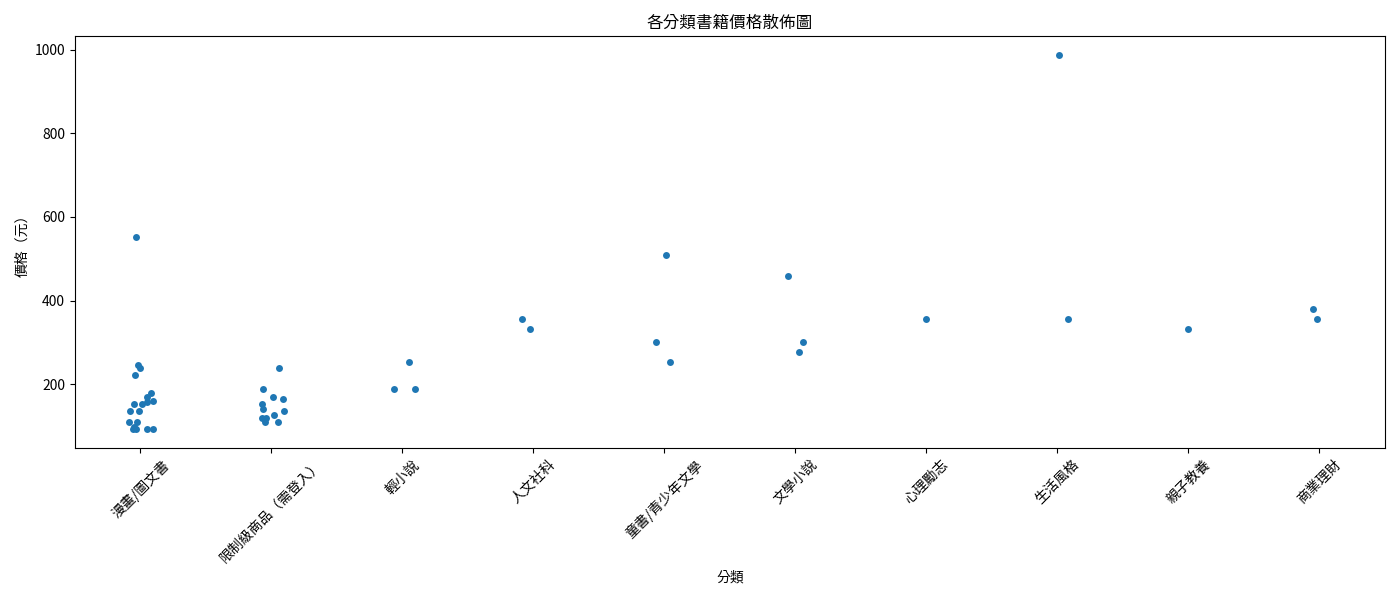 各分類書籍價格散佈圖
1000
800
600
400
200
價格（元）
漫畫/圖文書
限制級商品（需登入）
輕小說
人文社科
童書/青少年文學
文學小說
心理勵志
生活風格
親子教養
商業理財
分類